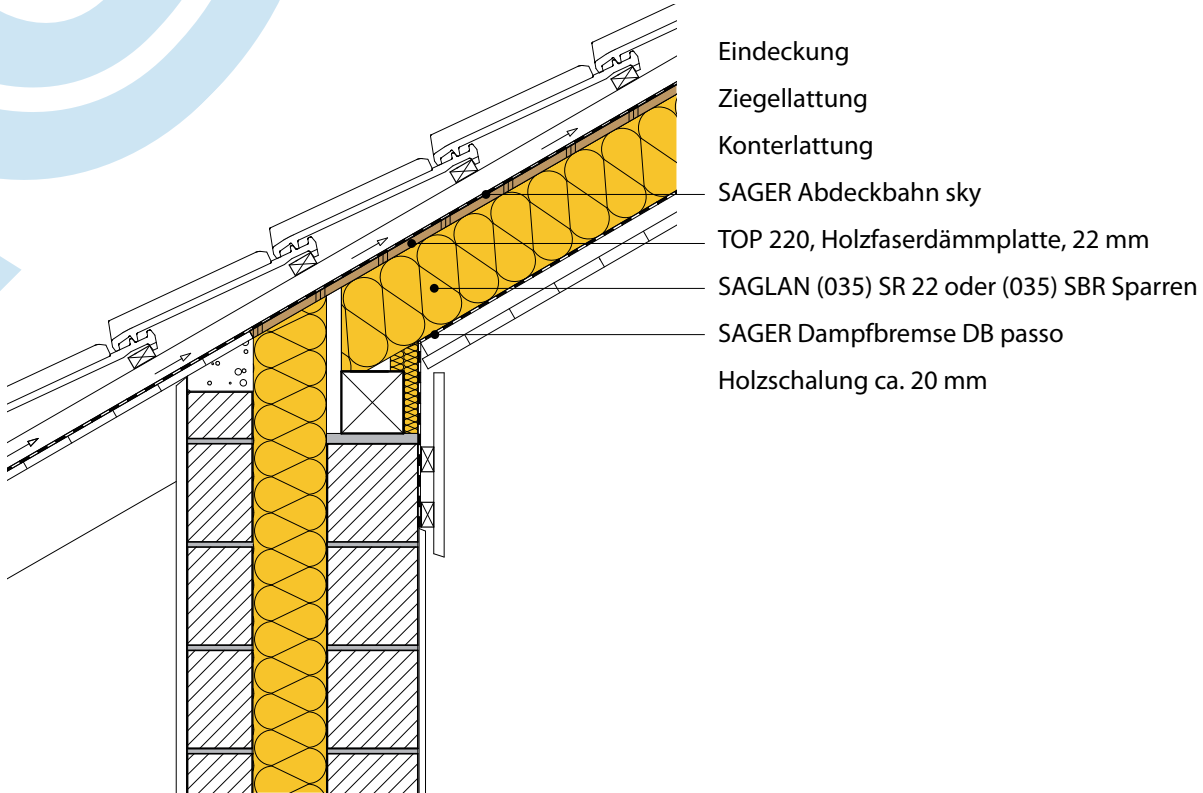 Eindeckung
Ziegellattung
Konterlattung
SAGER Abdeckbahn sky
TOP 220, Holzfaserdämmplatte, 22 mm
SAGLAN (035) SR 22 oder (035) SBR Sparren
SAGER Dampfbremse DB passo
Holzschalung ca. 20 mm